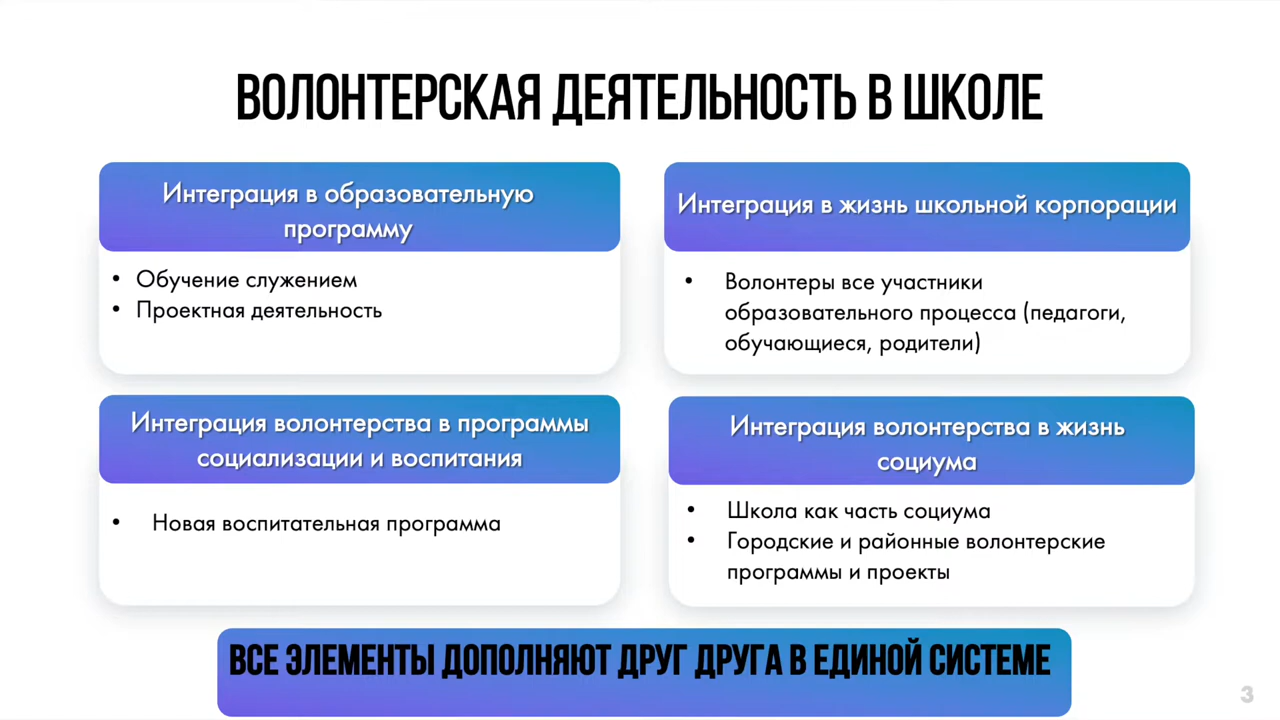 ВОЛОНТЕРСКАЯ ДЕЯТЕЛЬНОСТЬ В ШКОЛЕ
Интеграция в образовательную
программу
• Обучение служением
• Проектная деятельность
Интеграция в жизнь школьной корпорации
• Волонтеры все участники
образовательного процесса (педагоги,
обучающиеся, родители)
Интеграция волонтерства в программы
социализации и воспитания
• Новая воспитательная программа
Интеграция волонтерства в жизнь
социума
• Школа как часть социума
• Городские и районные волонтерские
программы и проекты
ВСЕ ЭЛЕМЕНТЫ ДОПОЛНЯЮТ ДРУГ ДРУГА В ЕДИНОЙ СИСТЕМЕ
3